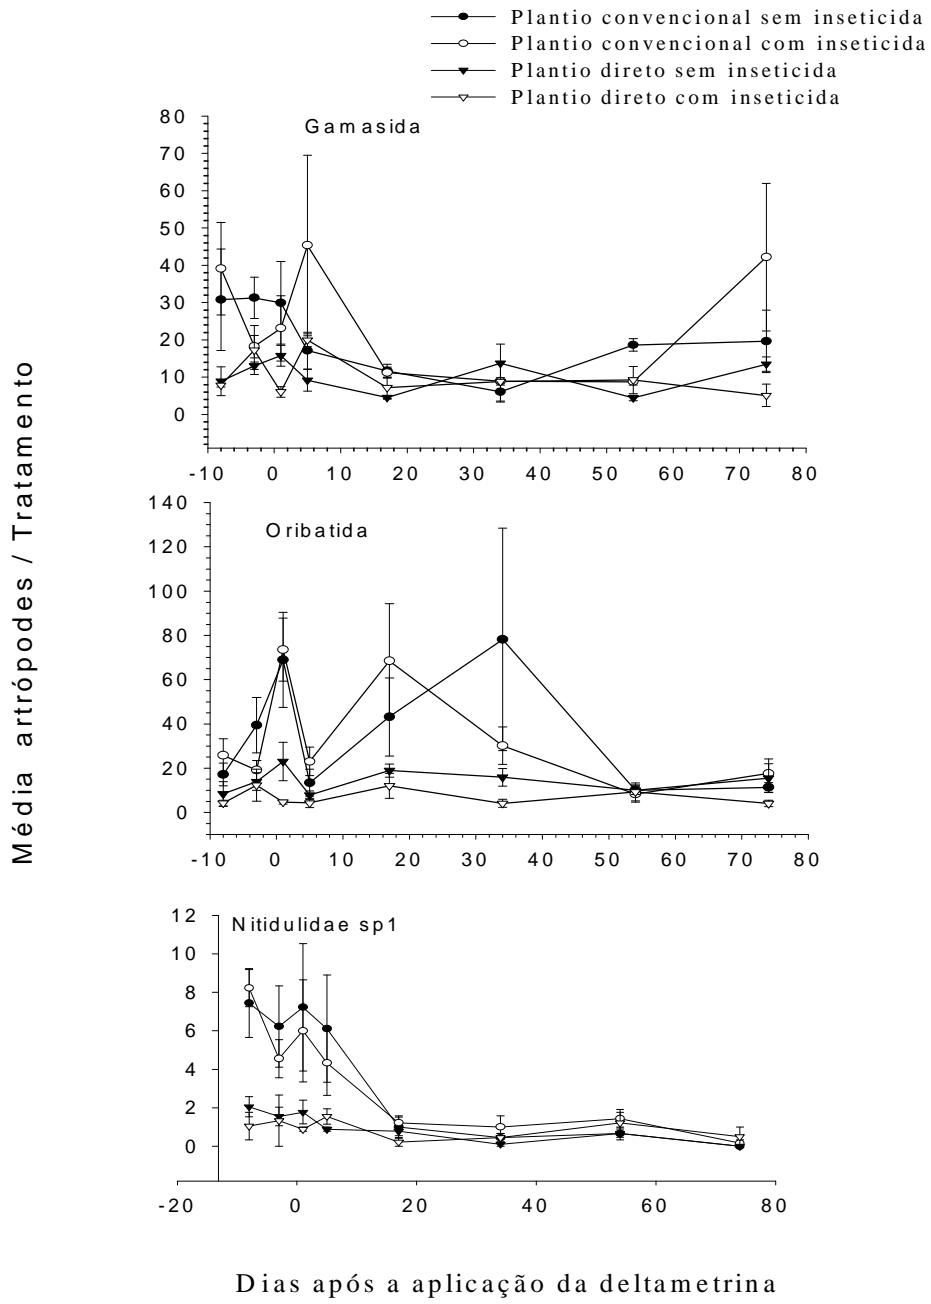 Plantio convencional sem inseticida
Plantio convencional com inseticida
Plantio direto sem inseticida
Plantio direto com inseticida
Média artrópodes / Tratamento
Gamasida
80
70
60
50
40
30
20
10
0
-10 0 10 20 30 40 50 60 70 80
Oribatida
140
120
100
80
60
40
20
0
-10 0 10 20 30 40 50 60 70 80
Nitidulidae sp1
12
10
8
6
4
2
0
-20 0 20 40 60 80
Dias após a aplicação da deltametrina